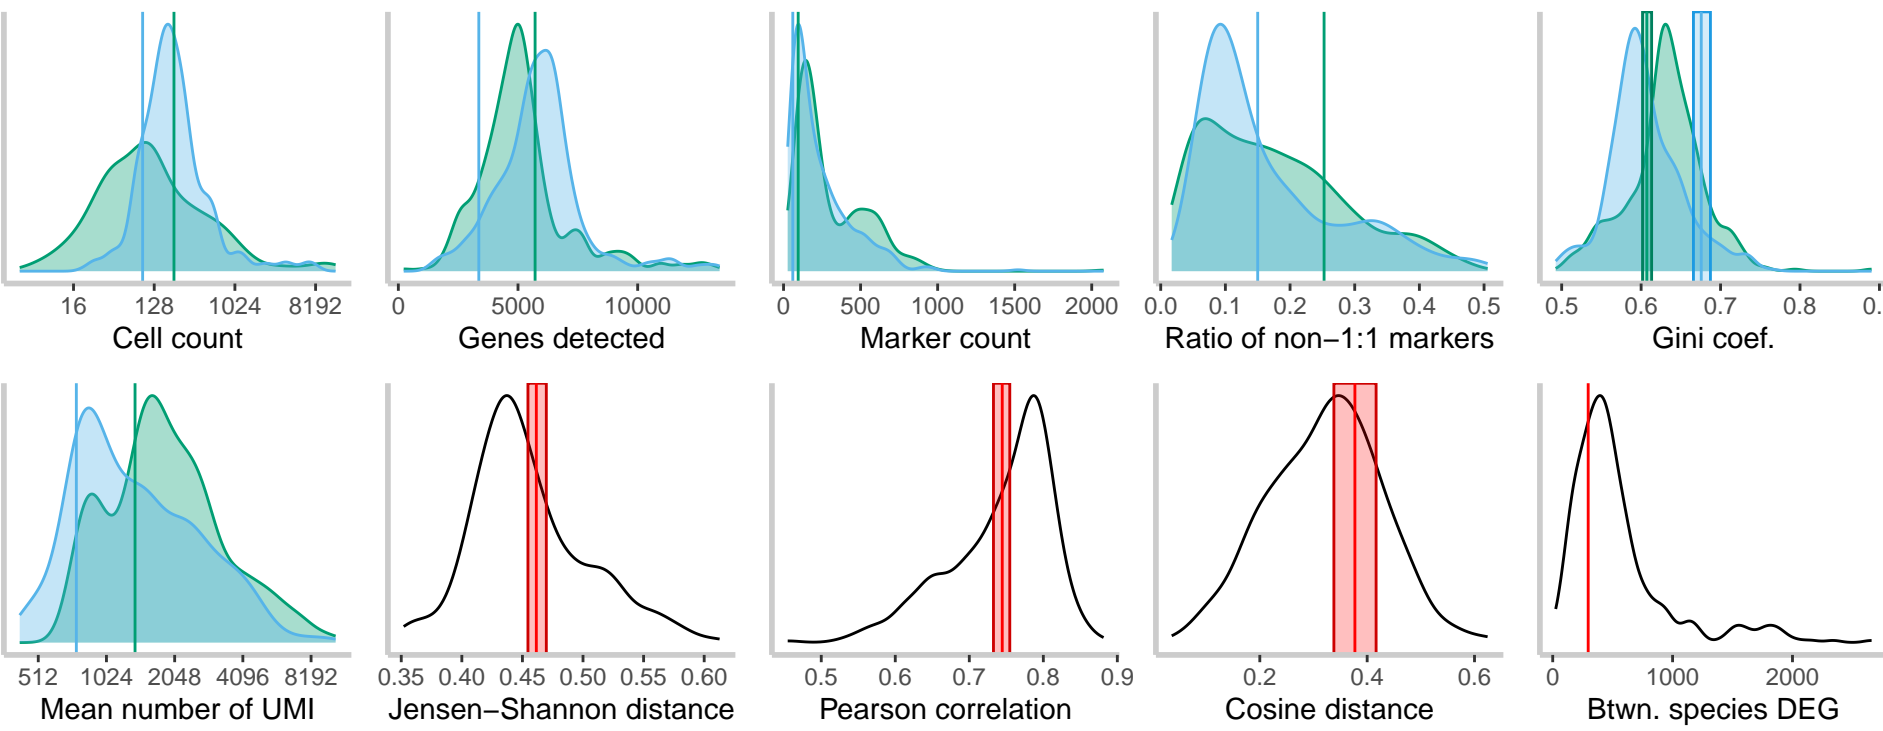 16 128 1024 8192
Cell count
0 5000 10000
Genes detected
0 500 1000 1500 2000
Marker count
0.0 0.1 0.2 0.3 0.4 0.5
Ratio of non−1:1 markers
0.5 0.6 0.7 0.8 0.
Gini coef.
512 1024 2048 4096 8192
Mean number of UMI
0.35 0.40 0.45 0.50 0.55 0.60
Jensen−Shannon distance
0.5 0.6 0.7 0.8 0.9
Pearson correlation
0.2 0.4 0.6
Cosine distance
0 1000 2000
Btwn. species DEG